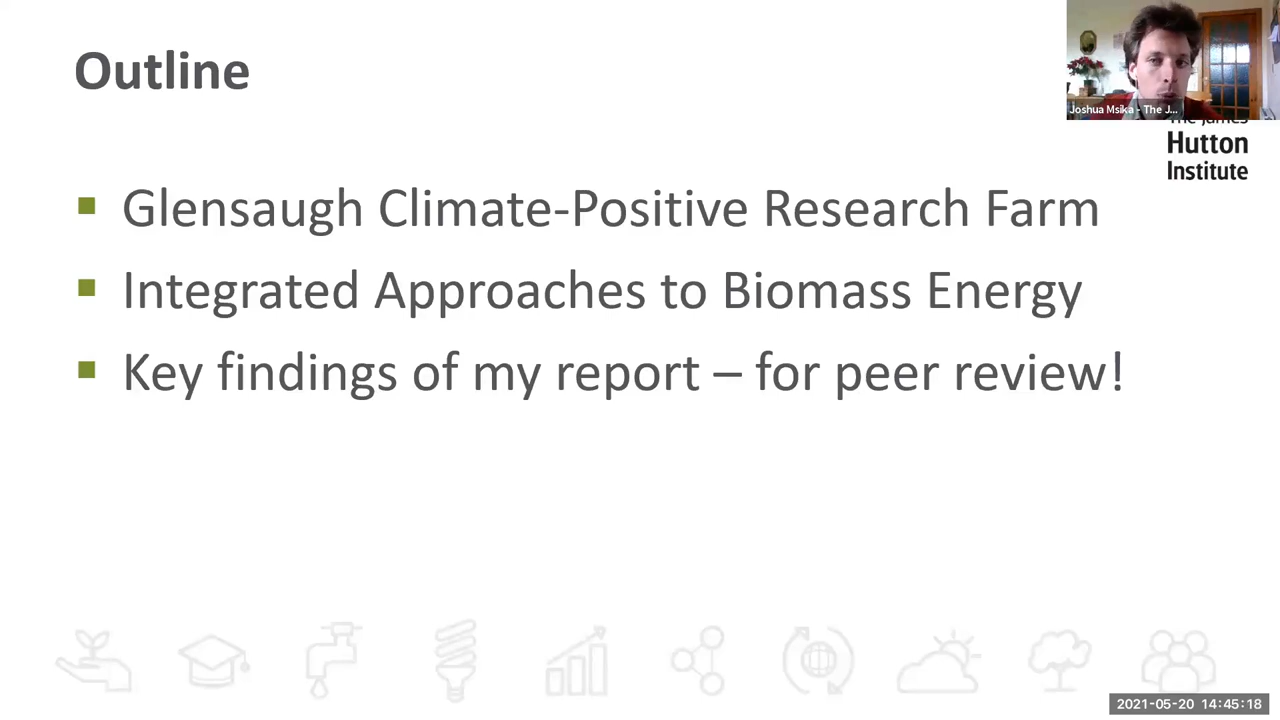 Outline
Joshua Msika - The J...
The James
Hutton
Institute
Glensaugh Climate-Positive Research Farm
Integrated Approaches to Biomass Energy
Key findings of my report – for peer review!
2021-05-20 14:45:18